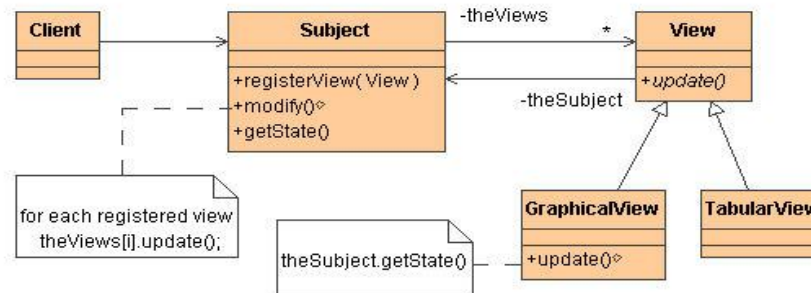 Client
Subject
-theViews
*
View
+registerView( View )
+modify()
+getState()
-theSubject
+update()
for each registered view
theViews[i].update();
theSubject.getState()
GraphicalView
+update()
TabularView